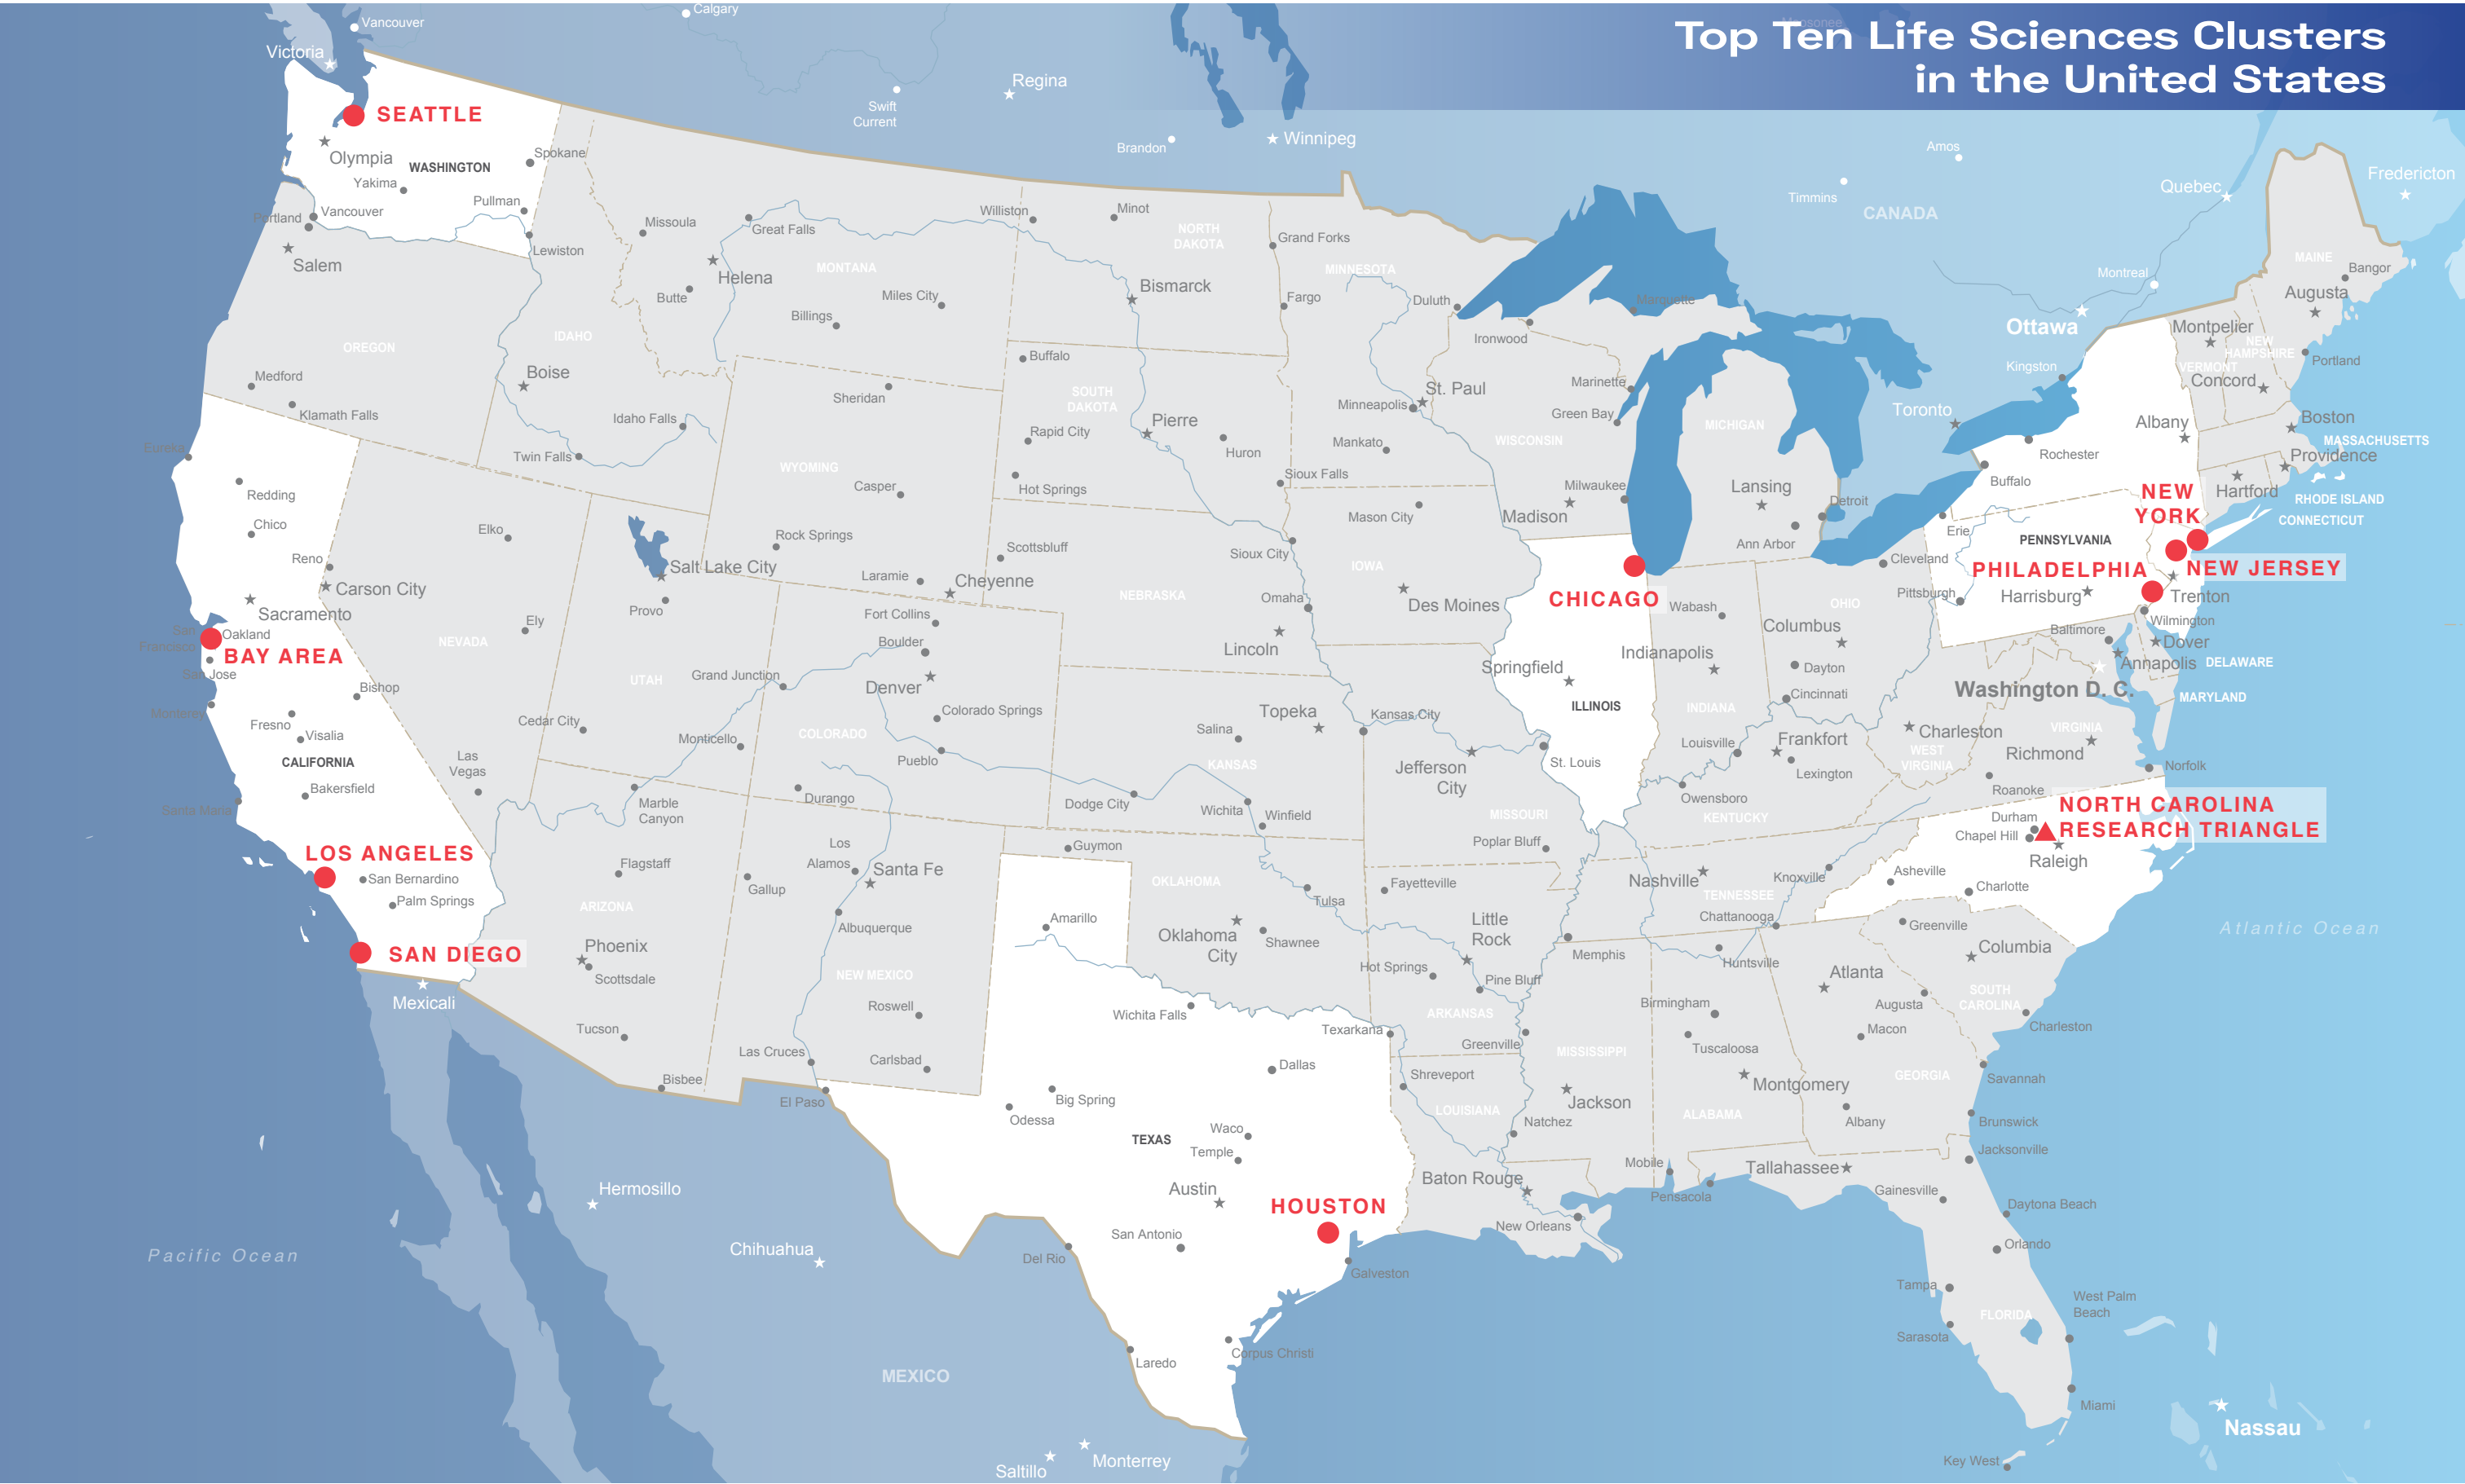 Top Ten Life Sciences Clusters
in the United States
Vancouver
Calgary
Victoria
Regina
Swift
Current
Brandon
Winnipeg
Moosonee
Amos
Timmins
CANADA
Quebec
Fredericton
Montreal
Ottawa
Kingston
Toronto
SEATTLE
Olympia
WASHINGTON
Spokane
Yakima
Pullman
Vancouver
Portland
Lewiston
Salem
OREGON
Medford
Klamath Falls
IDAHO
Boise
Idaho Falls
Twin Falls
Missoula
Great Falls
Helena
MONTANA
Butte
Miles City
Billings
Williston
Minot
NORTH
DAKOTA
Grand Forks
Bismarck
Fargo
MINNESOTA
Duluth
Marquette
Ironwood
Buffalo
SOUTH
DAKOTA
Pierre
Rapid City
Huron
Hot Springs
Sioux Falls
St. Paul
Minneapolis
Mankato
Marinette
Green Bay
WISCONSIN
Milwaukee
Madison
MICHIGAN
Lansing
Detroit
Ann Arbor
Sheridan
WYOMING
Casper
Rock Springs
Laramie
Cheyenne
Scottsbluff
NEBRASKA
Sioux City
Omaha
Lincoln
Mason City
IOWA
Des Moines
CHICAGO
Springfield
ILLINOIS
Wabash
Indianapolis
INDIANA
OHIO
Cleveland
Columbus
Dayton
Cincinnati
MAINE
Bangor
Augusta
Montpelier
NEW
HAMPSHIRE
VERMONT
Concord
Portland
Albany
Boston
MASSACHUSETTS
Providence
Rochester
Buffalo
Hartford
RHODE ISLAND
CONNECTICUT
NEW
YORK
Erie
PENNSYLVANIA
PHILADELPHIA
NEW JERSEY
Pittsburgh
Harrisburg
Trenton
Wilmington
Baltimore
Dover
Annapolis
DELAWARE
Washington D. C.
MARYLAND
Charleston
VIRGINIA
WEST
VIRGINIA
Richmond
Norfolk
Roanoke
NORTH CAROLINA
RESEARCH TRIANGLE
Durham
Chapel Hill
Raleigh
Asheville
Charlotte
Eureka
Redding
Chico
Reno
Carson City
Sacramento
San
Francisco
Oakland
BAY AREA
San Jose
Monterey
Bishop
Fresno
Visalia
CALIFORNIA
Bakersfield
Santa Maria
LOS ANGELES
San Bernardino
Palm Springs
SAN DIEGO
Mexicali
Elko
Ely
NEVADA
Las
Vegas
Salt Lake City
Provo
UTAH
Cedar City
Monticello
Marble
Canyon
Grand Junction
Fort Collins
Boulder
Denver
Colorado Springs
COLORADO
Pueblo
Durango
Topeka
Salina
KANSAS
Dodge City
Wichita
Winfield
Kansas City
Jefferson
City
St. Louis
MISSOURI
Poplar Bluff
Louisville
Frankfort
Lexington
Owensboro
KENTUCKY
Flagstaff
ARIZONA
Phoenix
Scottsdale
Tucson
Bisbee
Los
Alamos
Santa Fe
Gallup
Albuquerque
NEW MEXICO
Roswell
Carlsbad
Las Cruces
El Paso
Guymon
OKLAHOMA
Tulsa
Oklahoma
City
Shawnee
Amarillo
Wichita Falls
Fayetteville
Little
Rock
Hot Springs
Pine Bluff
ARKANSAS
Texarkana
Greenville
Nashville
TENNESSEE
Knoxville
Chattanooga
Memphis
Huntsville
Greenville
Columbia
SOUTH
CAROLINA
Charleston
Atlanta
Augusta
Macon
GEORGIA
Savannah
Albany
Brunswick
Birmingham
Tuscaloosa
Montgomery
ALABAMA
MISSISSIPPI
Jackson
Natchez
Shreveport
LOUISIANA
Baton Rouge
New Orleans
Mobile
Pensacola
Dallas
Big Spring
Odessa
TEXAS
Waco
Temple
Austin
HOUSTON
San Antonio
Galveston
Del Rio
Corpus Christi
Laredo
Tallahassee
Jacksonville
Gainesville
Daytona Beach
Orlando
Tampa
West Palm
Beach
FLORIDA
Sarasota
Miami
Key West
Nassau
Atlantic Ocean
Pacific Ocean
Hermosillo
Chihuahua
MEXICO
Monterrey
Saltillo